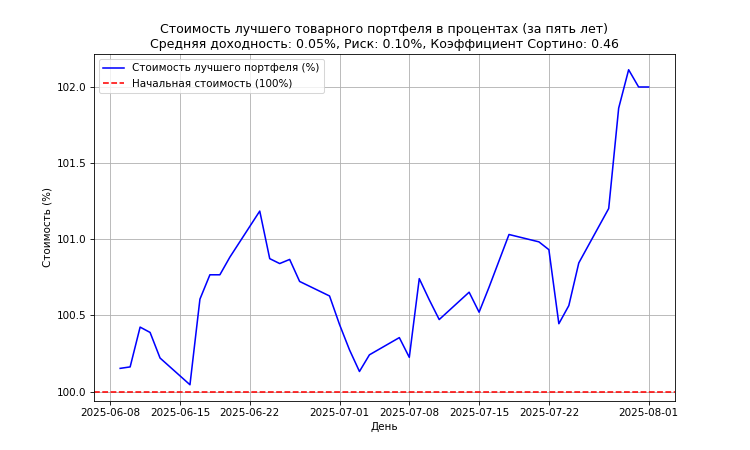 Стоимость лучшего товарного портфеля в процентах (за пять лет)
Средняя доходность: 0.05%, Риск: 0.10%, Коэффициент Сортино: 0.46
Стоимость лучшего портфеля (%)
Начальная стоимость (100%)
Стоимость (%)
102.0
101.5
101.0
100.5
100.0
2025-06-08 2025-06-15 2025-06-22 2025-07-01 2025-07-08 2025-07-15 2025-07-22 2025-08-01
День